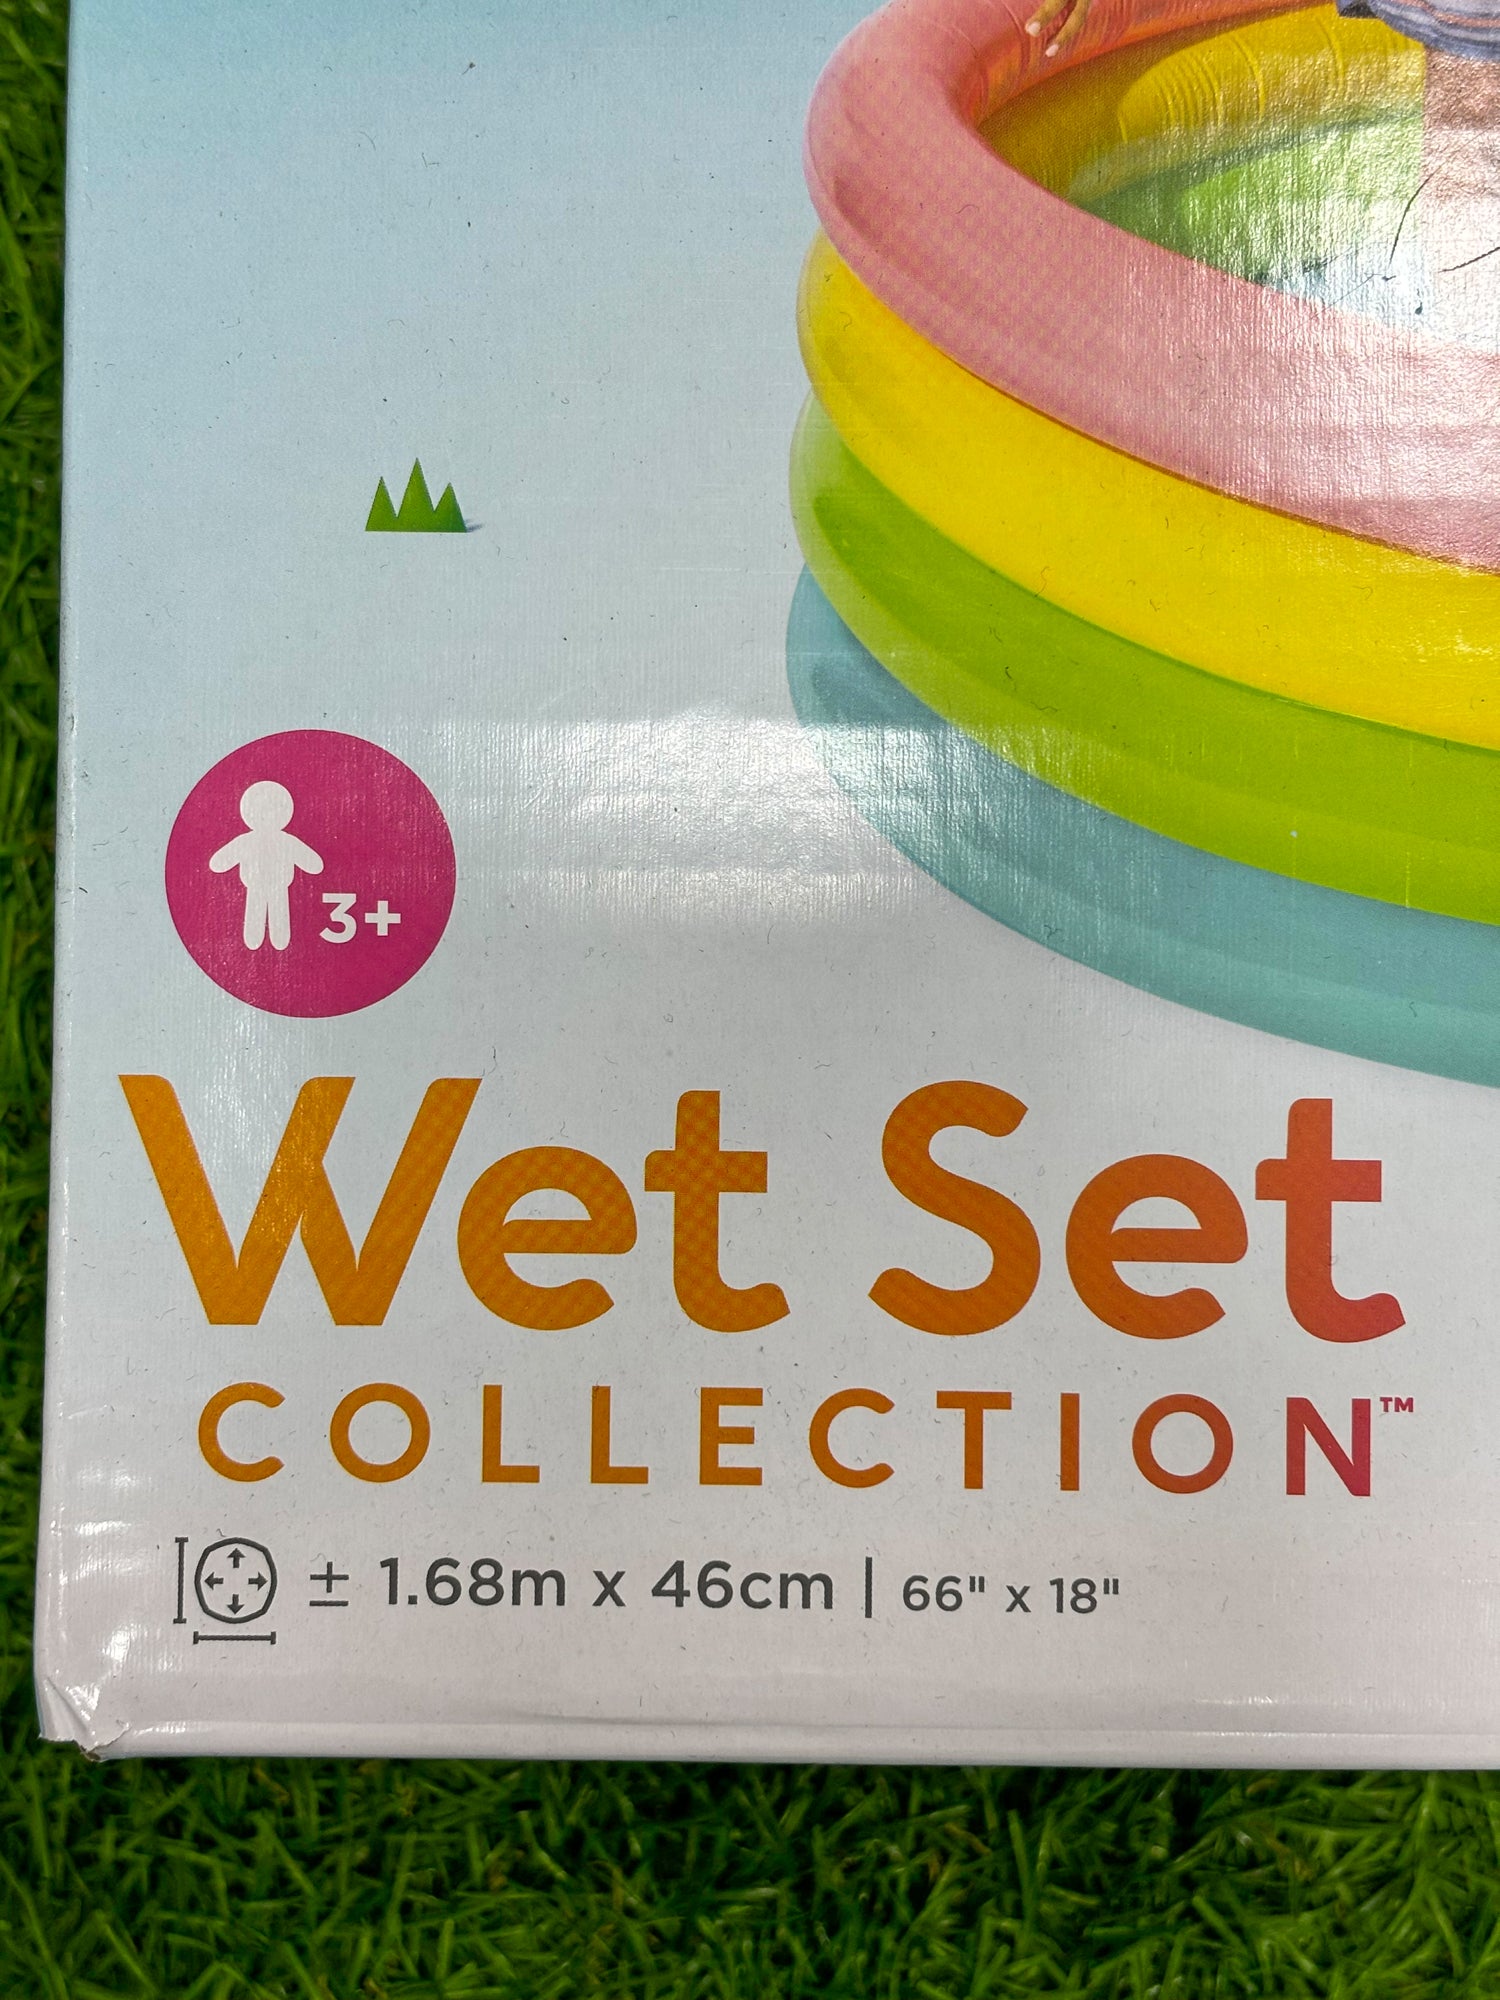 3+
Wet Set
COLLECTION™
± 1.68m x 46cm | 66" x 18"